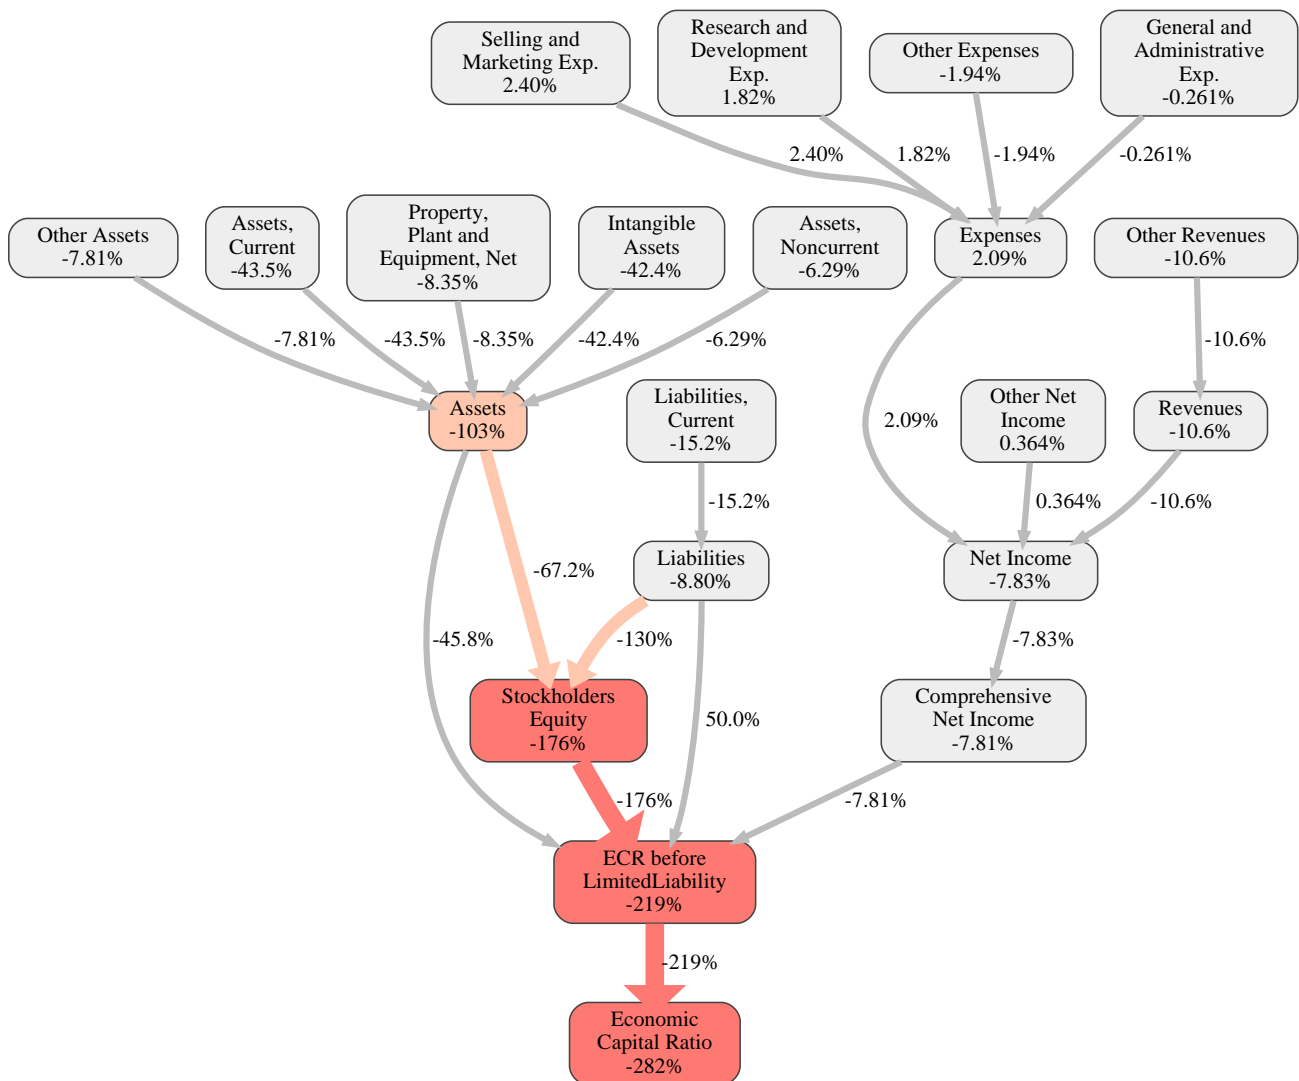 Selling and
Marketing Exp.
2.40%
Research and
Development
Exp.
1.82%
Other Expenses
-1.94%
General and
Administrative
Exp.
-0.261%
2.40%
1.82%
-1.94%
-0.261%
Other Assets
-7.81%
Assets,
Current
-43.5%
Property,
Plant and
Equipment, Net
-8.35%
Intangible
Assets
-42.4%
Assets,
Noncurrent
-6.29%
Expenses
2.09%
Other Revenues
-10.6%
-7.81%
-43.5%
-8.35%
-42.4%
-6.29%
-10.6%
Assets
-103%
Liabilities,
Current
-15.2%
2.09%
Other Net
Income
0.364%
Revenues
-10.6%
-15.2%
0.364%
-10.6%
-67.2%
Liabilities
-8.80%
Net Income
-7.83%
-45.8%
-130%
-7.83%
Stockholders
Equity
-176%
50.0%
Comprehensive
Net Income
-7.81%
-176%
-7.81%
ECR before
LimitedLiability
-219%
-219%
Economic
Capital Ratio
-282%